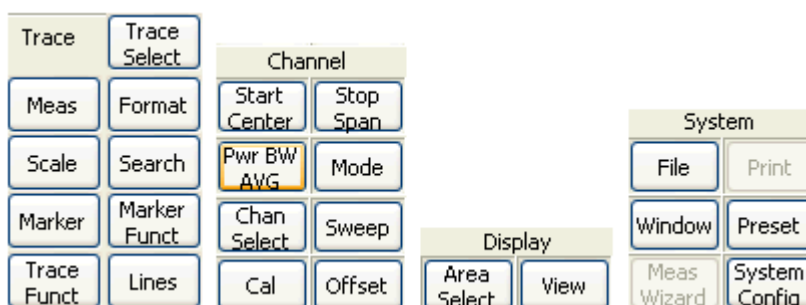 Trace
Trace
Select
Meas
Format
Scale
Search
Marker
Marker
Funct
Trace
Funct
Lines
Channel
Start
Center
Stop
Span
Pwr BW
AVG
Mode
Chan
Select
Sweep
Cal
Offset
Display
Area
Select
View
System
File
Print
Window
Preset
Meas
Wizard
System
Config